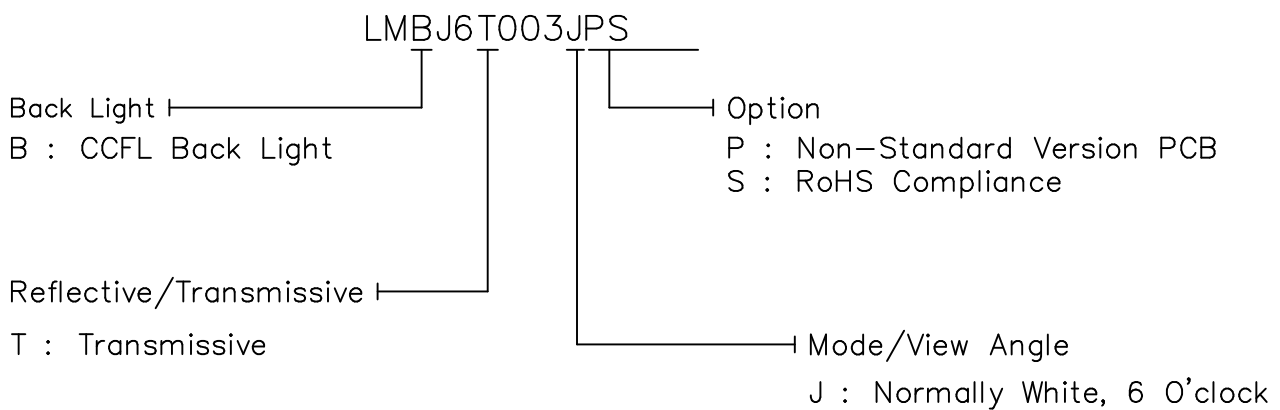 LMBJ6T003JPS
Back Light
B : CCFL Back Light
Option
P : Non-Standard Version PCB
S : RoHS Compliance
Reflective/Transmissive
T : Transmissive
Mode/View Angle
J : Normally White, 6 O'clock